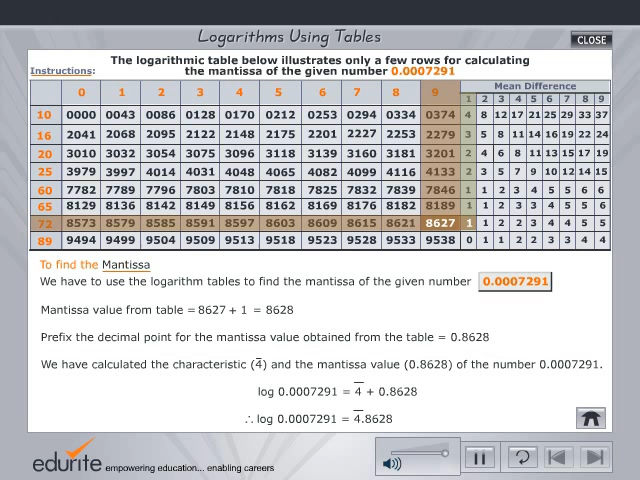 Logarithms Using Tables
CLOSE
The logarithmic table below illustrates only a few rows for calculating
Instructions: the mantissa of the given number 0.0007291
Mean Difference
0 1 2 3 4 5 6 7 8 9 1 2 3 4 5 6 7 8 9
10 0000 0043 0086 0128 0170 0212 0253 0294 0334 0374 4 8 12 17 21 25 29 33 37
16 2041 2068 2095 2122 2148 2175 2201 2227 2253 2279 3 5 8 11 14 16 19 22 24
20 3010 3032 3054 3075 3096 3118 3139 3160 3181 3201 2 4 6 8 11 13 15 17 19
25 3979 3997 4014 4031 4048 4065 4082 4099 4116 4133 2 3 5 7 9 10 12 14 15
60 7782 7789 7796 7803 7810 7818 7825 7832 7839 7846 1 1 2 3 4 5 5 6 6
65 8129 8136 8142 8149 8156 8162 8169 8176 8182 8189 1 1 2 3 3 4 5 5 6
72 8573 8579 8585 8591 8597 8603 8609 8615 8621 8627 1 1 2 2 3 4 4 5 5
89 9494 9499 9504 9509 9513 9518 9523 9528 9533 9538 0 1 1 2 2 3 3 4 4
To find the Mantissa
We have to use the logarithm tables to find the mantissa of the given number 0.0007291
Mantissa value from table = 8627 + 1 = 8628
Prefix the decimal point for the mantissa value obtained from the table = 0.8628
We have calculated the characteristic (4̅) and the mantissa value (0.8628) of the number 0.0007291.
log 0.0007291 = 4̅ + 0.8628
∴ log 0.0007291 = 4̅.8628
edurite empowering education... enabling careers